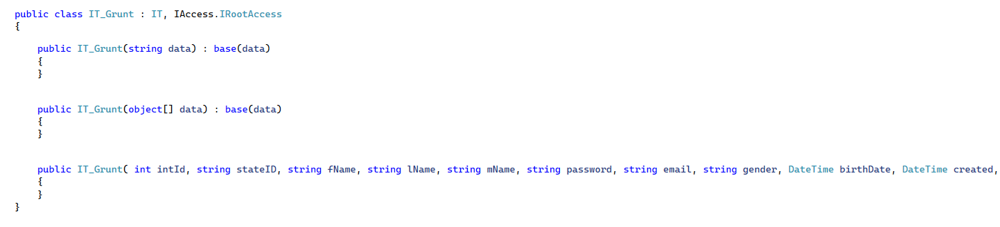 public class IT_Grunt : IT, IAccess.IRootAccess
{
public IT_Grunt(string data) : base(data)
{
}
public IT_Grunt(object[] data) : base(data)
{
}
public IT_Grunt( int intId, string stateID, string fName, string lName, string mName, string password, string email, string gender, DateTime birthDate, DateTime created,
{
}
}